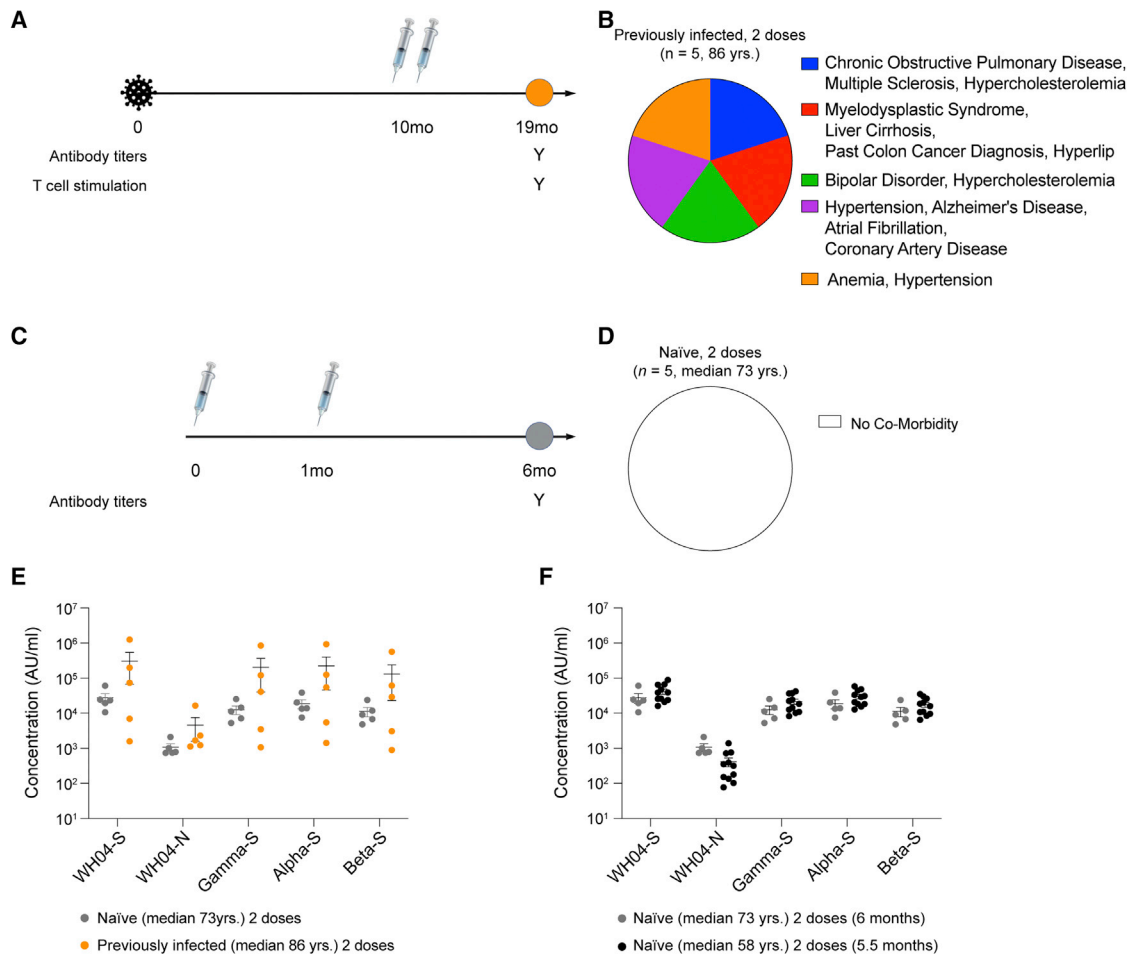 A
0
10mo
19mo
Antibody titers
Y
T cell stimulation
Y
B
Previously infected, 2 doses
(n = 5, 86 yrs.)
Chronic Obstructive Pulmonary Disease,
Multiple Sclerosis, Hypercholesterolemia
Myelodysplastic Syndrome,
Liver Cirrhosis,
Past Colon Cancer Diagnosis, Hyperlip
Bipolar Disorder, Hypercholesterolemia
Hypertension, Alzheimer's Disease,
Atrial Fibrillation,
Coronary Artery Disease
Anemia, Hypertension
C
0
1mo
6mo
Antibody titers
Y
D
Naïve, 2 doses
(n = 5, median 73 yrs.)
No Co-Morbidity
E
Concentration (AU/ml)
10⁷
10⁶
10⁵
10⁴
10³
10²
10¹
WH04-S
WH04-N
Gamma-S
Alpha-S
Beta-S
Naïve (median 73yrs.) 2 doses
Previously infected (median 86 yrs.) 2 doses
F
Concentration (AU/ml)
10⁷
10⁶
10⁵
10⁴
10³
10²
10¹
WH04-S
WH04-N
Gamma-S
Alpha-S
Beta-S
Naïve (median 73 yrs.) 2 doses (6 months)
Naïve (median 58 yrs.) 2 doses (5.5 months)